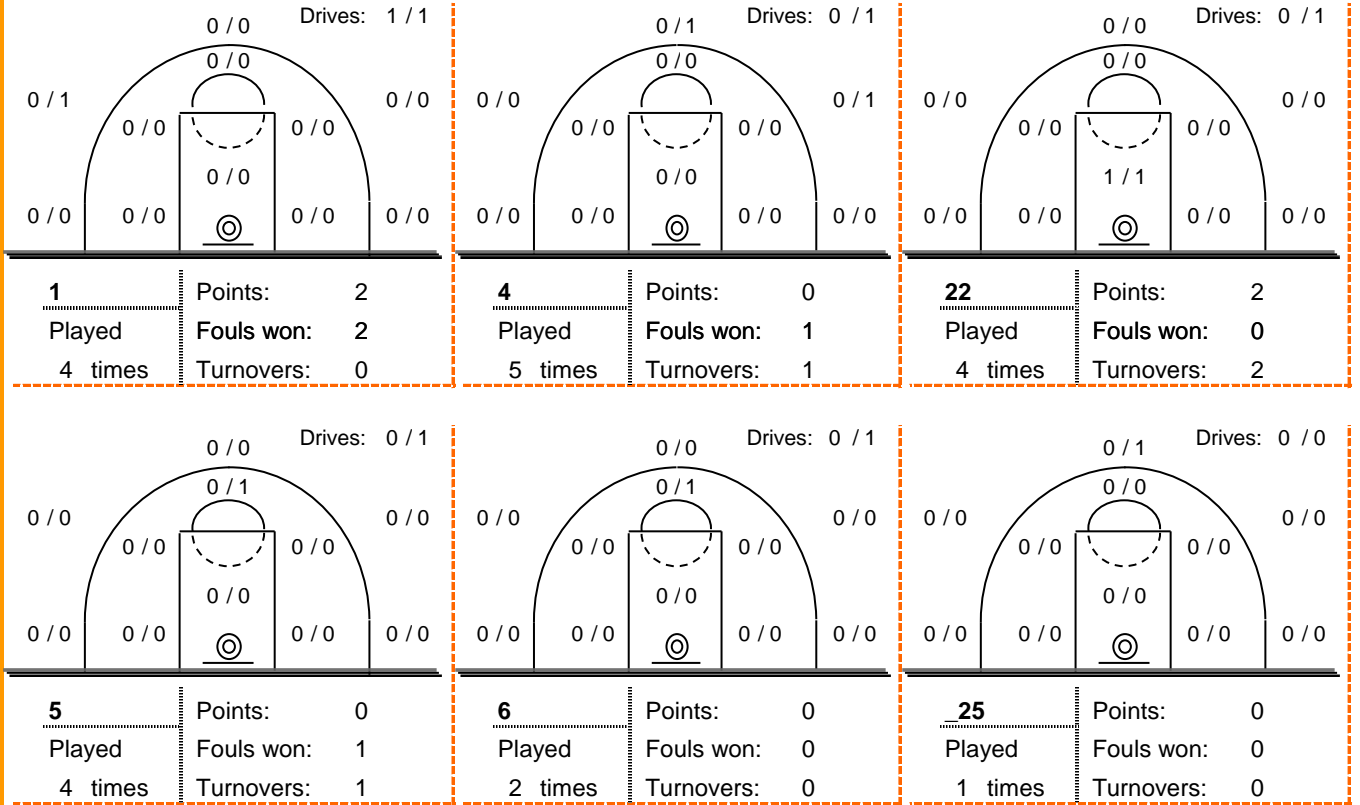 Drives: 1 / 1
0 / 0
0 / 0
0 / 1 0 / 0
0 / 0 0 / 0
0 / 0
0 / 0 0 / 0 0 / 0 0 / 0
1 Points: 2
Played Fouls won: 2
4 times Turnovers: 0
Drives: 0 / 1
0 / 1
0 / 0
0 / 0 0 / 1
0 / 0 0 / 0
0 / 0
0 / 0 0 / 0 0 / 0 0 / 0
4 Points: 0
Played Fouls won: 1
5 times Turnovers: 1
Drives: 0 / 1
0 / 0
0 / 0
0 / 0 0 / 0
0 / 0 0 / 0
1 / 1
0 / 0 0 / 0 0 / 0 0 / 0
22 Points: 2
Played Fouls won: 0
4 times Turnovers: 2
Drives: 0 / 1
0 / 0
0 / 1
0 / 0 0 / 0
0 / 0 0 / 0
0 / 0
0 / 0 0 / 0 0 / 0 0 / 0
5 Points: 0
Played Fouls won: 1
4 times Turnovers: 1
Drives: 0 / 1
0 / 0
0 / 1
0 / 0 0 / 0
0 / 0 0 / 0
0 / 0
0 / 0 0 / 0 0 / 0 0 / 0
6 Points: 0
Played Fouls won: 0
2 times Turnovers: 0
Drives: 0 / 0
0 / 1
0 / 0
0 / 0 0 / 0
0 / 0 0 / 0
0 / 0
0 / 0 0 / 0 0 / 0 0 / 0
_25 Points: 0
Played Fouls won: 0
1 times Turnovers: 0